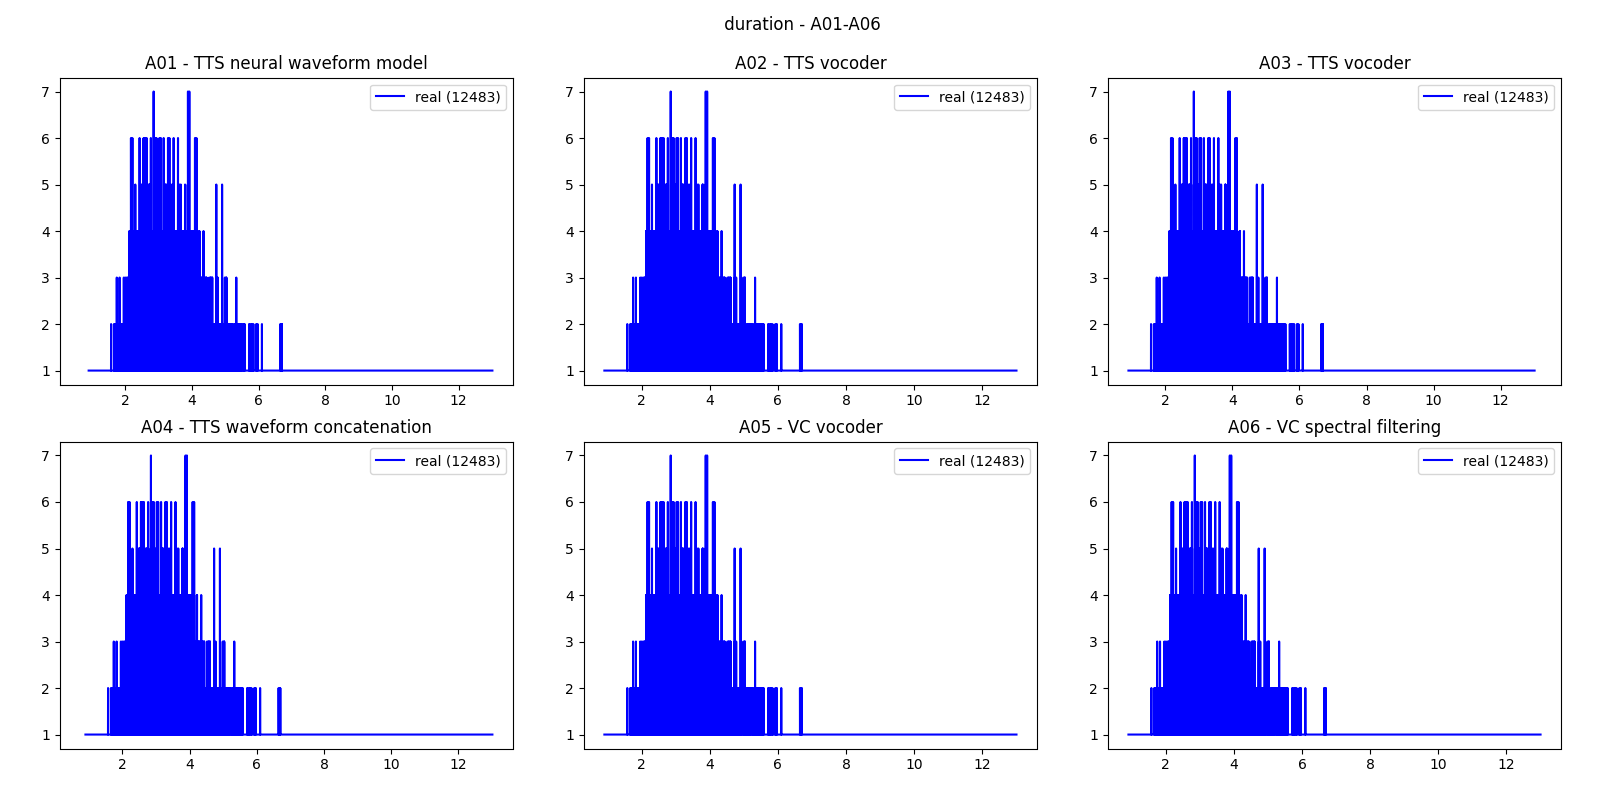 duration - A01-A06
A01 - TTS neural waveform model
real (12483)
7
6
5
4
3
2
1
2 4 6 8 10 12
A02 - TTS vocoder
real (12483)
7
6
5
4
3
2
1
2 4 6 8 10 12
A03 - TTS vocoder
real (12483)
7
6
5
4
3
2
1
2 4 6 8 10 12
A04 - TTS waveform concatenation
real (12483)
7
6
5
4
3
2
1
2 4 6 8 10 12
A05 - VC vocoder
real (12483)
7
6
5
4
3
2
1
2 4 6 8 10 12
A06 - VC spectral filtering
real (12483)
7
6
5
4
3
2
1
2 4 6 8 10 12